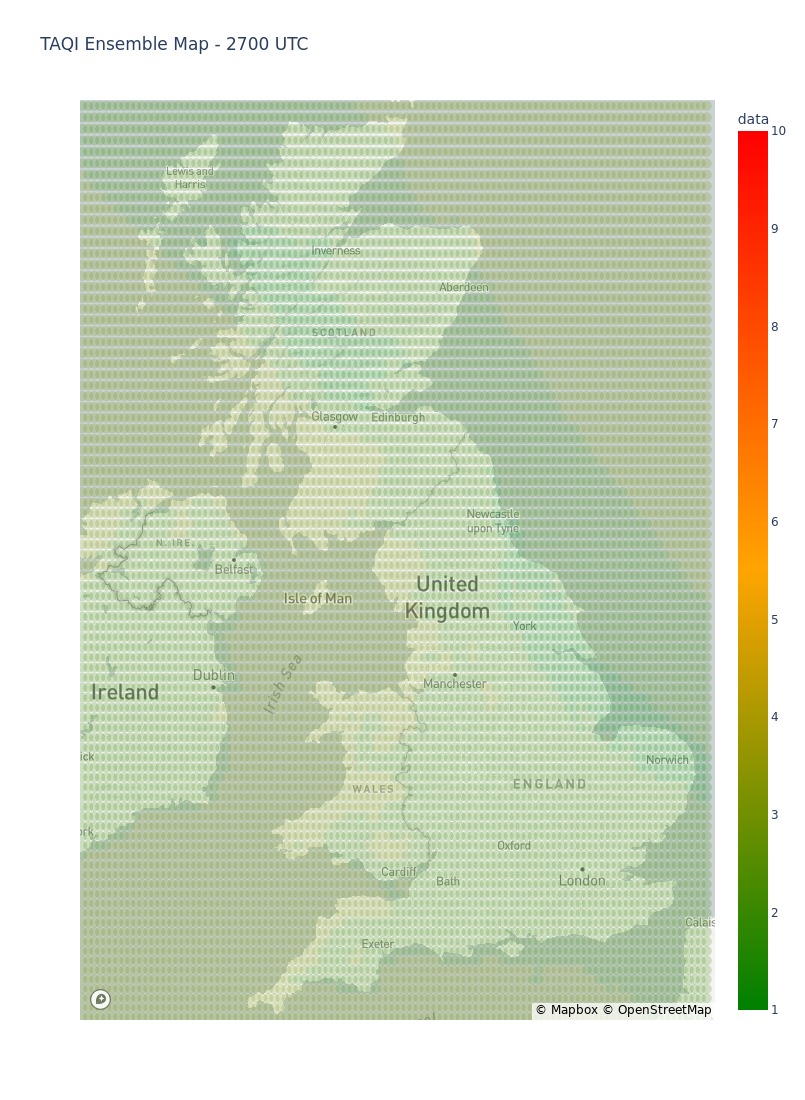 TAQI Ensemble Map - 2700 UTC
data
10
9
8
7
6
5
4
3
2
1
Lewis and
Harris
Inverness
Aberdeen
SCOTLAND
Glasgow
Edinburgh
Newcastle
upon Tyne
N. IRE.
Belfast
Isle of Man
United
Kingdom
York
Dublin
Irish Sea
Manchester
Ireland
ick
Norwich
WALES
ENGLAND
ork
Oxford
Cardiff
Bath
London
Calais
Exeter
© Mapbox © OpenStreetMap